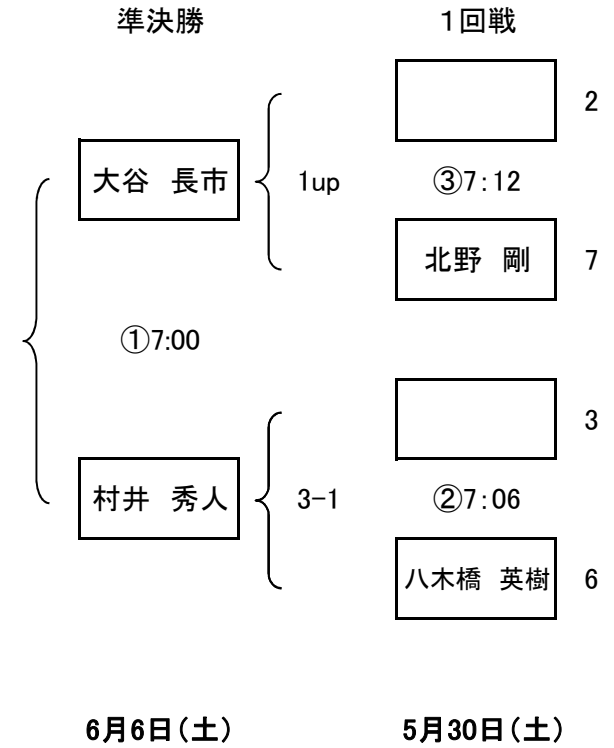 準決勝
１回戦
2
大谷　長市
1up
③7:12
北野　剛
7
①7:00
3
村井　秀人
3-1
②7:06
八木橋　英樹
6
6月6日（土）
5月30日（土）